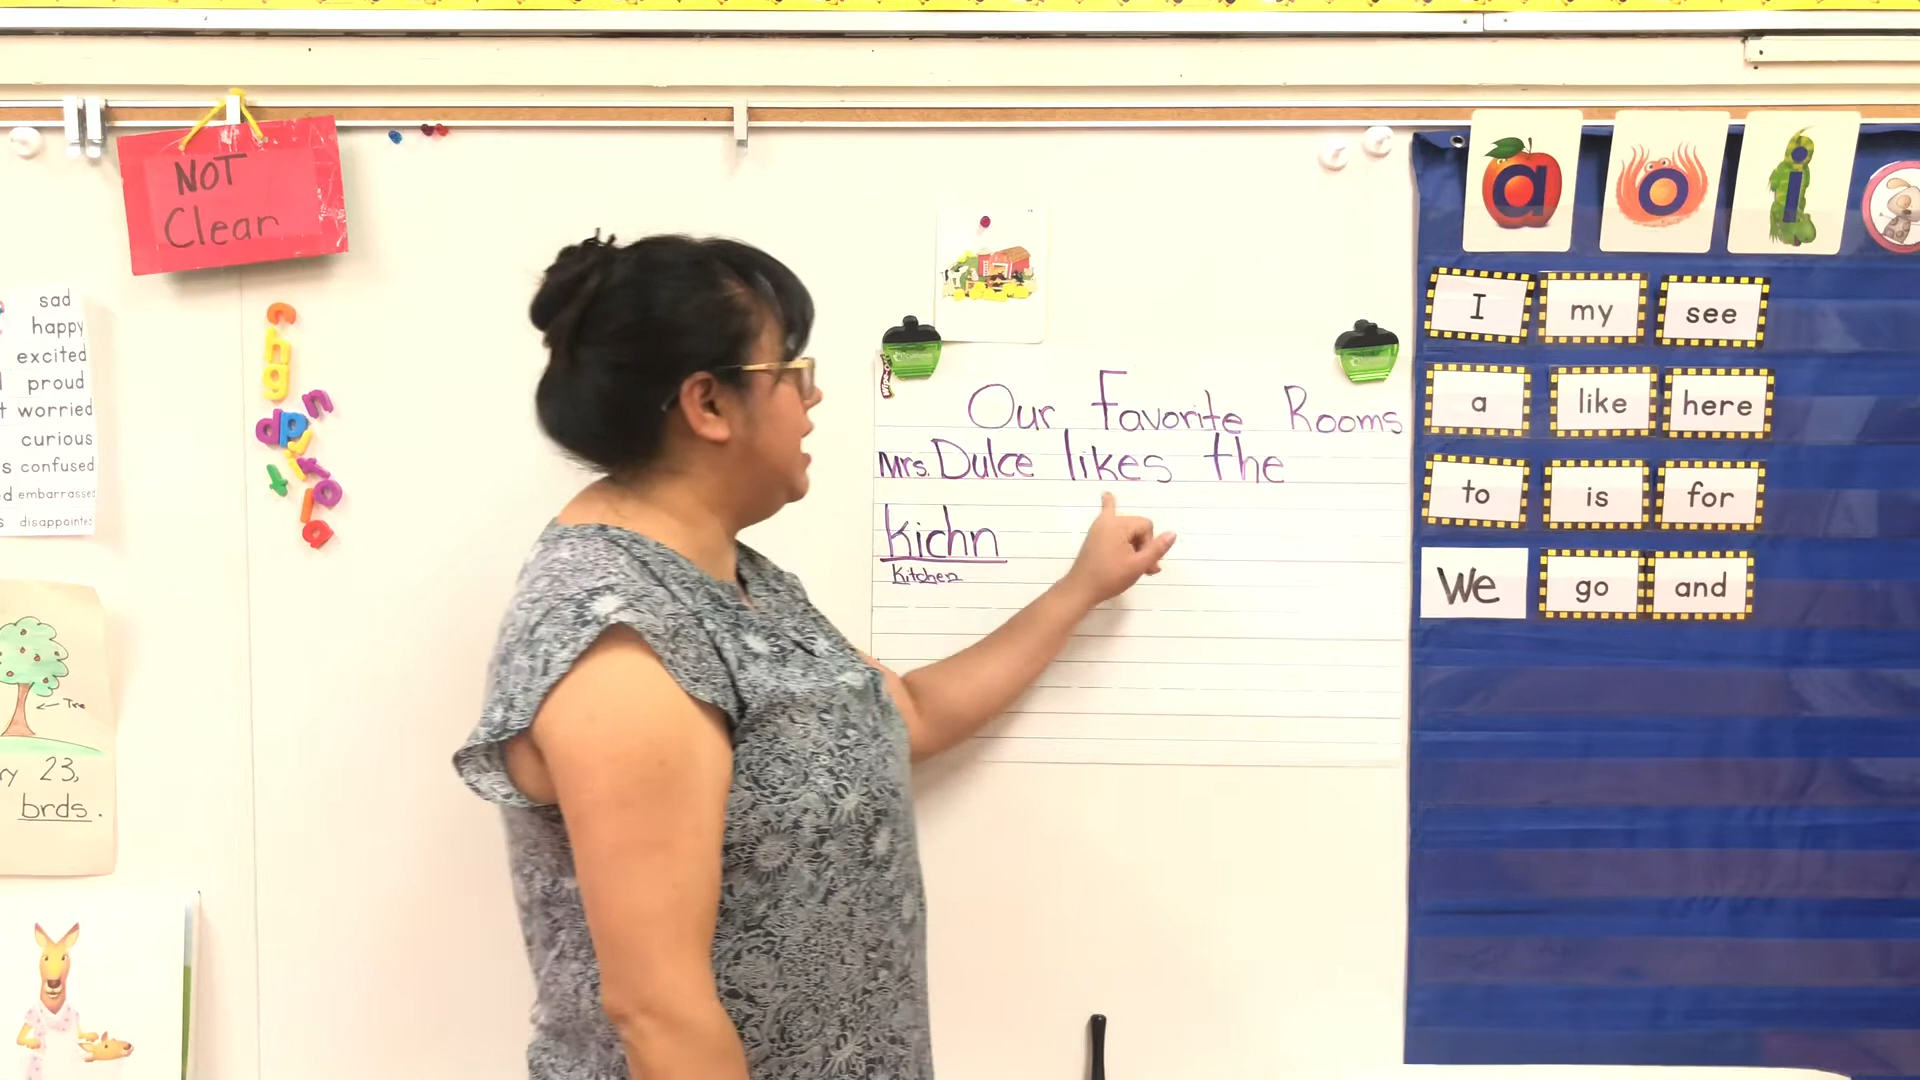 NOT
Clear
sad
happy
excited
proud
worried
curious
confused
embarrassed
disappointed
Tre
23,
brds.
Our Favorite Rooms
Mrs. Dulce likes the
kichn
kitchen
a o i
I my see
a like here
to is for
We go and